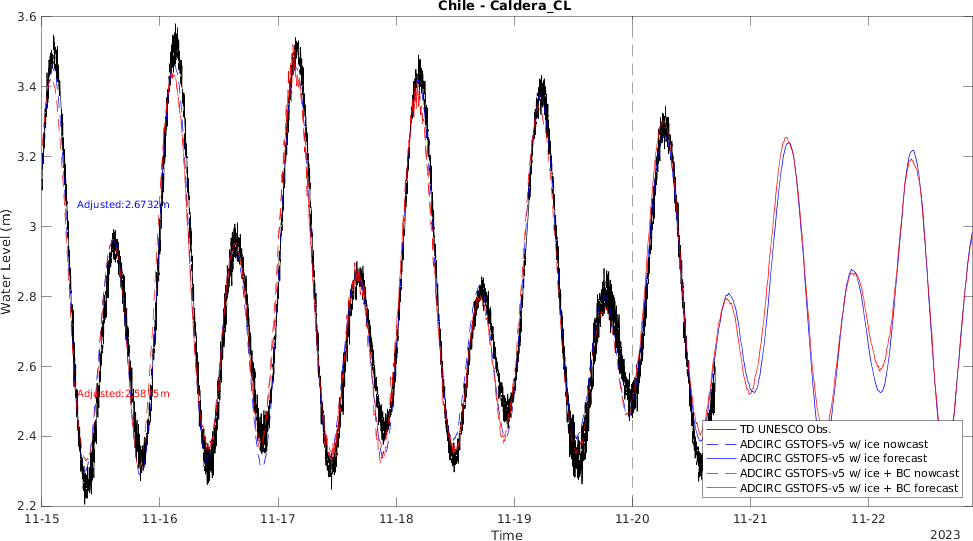 Chile - Caldera_CL
3.6
3.4
3.2
3
2.8
2.6
2.4
2.2
Water Level (m)
Adjusted:2.6732m
TD UNESCO Obs.
ADCIRC GSTOFS-v5 w/ ice nowcast
ADCIRC GSTOFS-v5 w/ ice forecast
ADCIRC GSTOFS-v5 w/ ice + BC nowcast
ADCIRC GSTOFS-v5 w/ ice + BC forecast
11-15 11-16 11-17 11-18 11-19 11-20 11-21 11-22
Time
2023